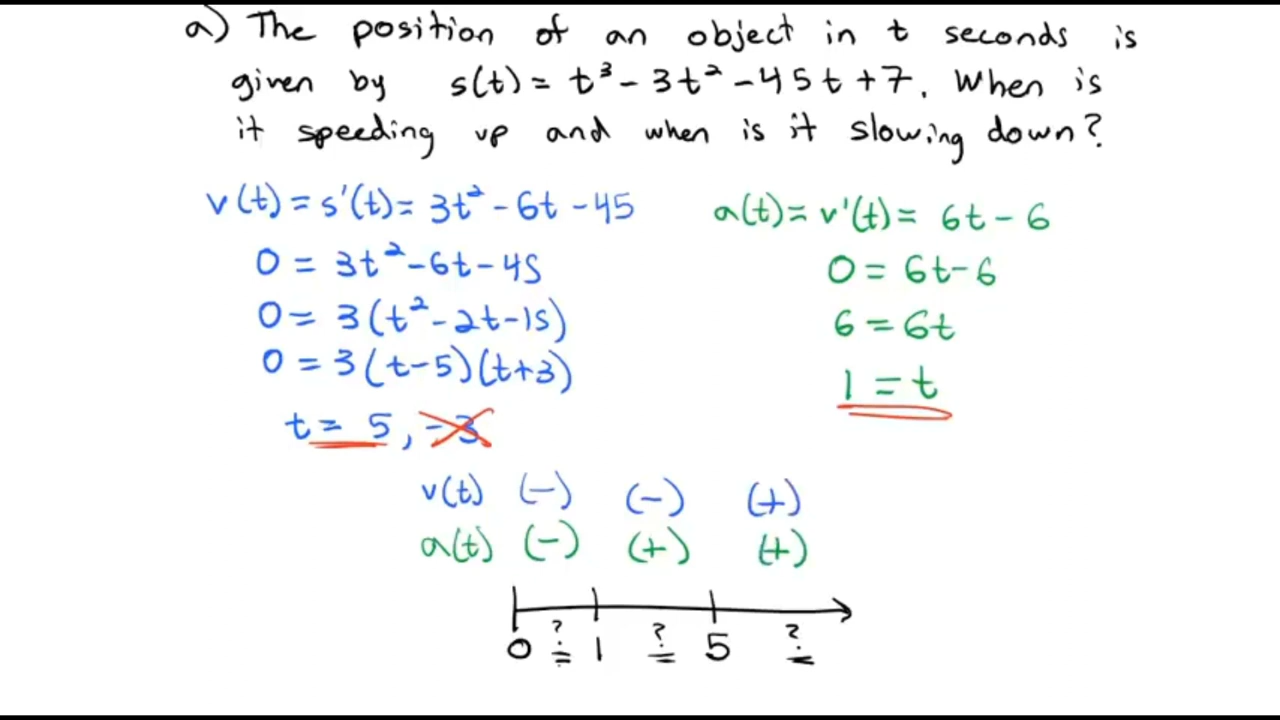 a) The position of an object in t seconds is
given by s(t) = t³ - 3t² - 45t + 7. When is
it speeding up and when is it slowing down?
v(t) = s'(t) = 3t² - 6t - 45
0 = 3t² - 6t - 45
0 = 3(t² - 2t - 15)
0 = 3(t - 5)(t + 3)
t = 5, -3
a(t) = v'(t) = 6t - 6
0 = 6t - 6
6 = 6t
1 = t
v(t) (-) (-) (+)
a(t) (-) (+) (+)
? ? ?
0 1 5